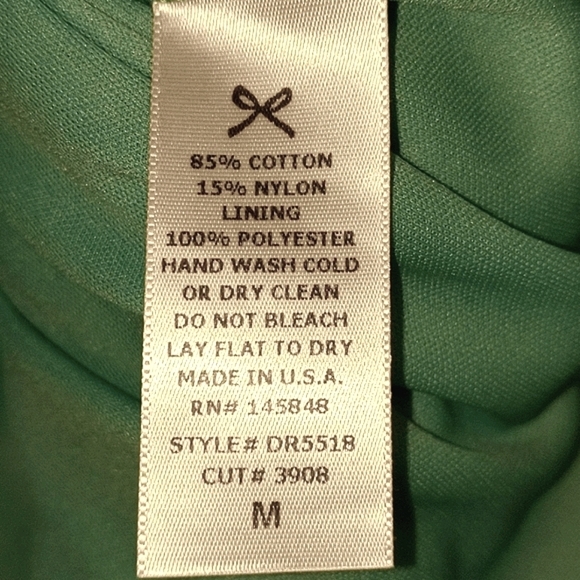 85% COTTON
15% NYLON
LINING
100% POLYESTER
HAND WASH COLD
OR DRY CLEAN
DO NOT BLEACH
LAY FLAT TO DRY
MADE IN U.S.A.
RN# 145848
STYLE# DR5518
CUT# 3908
M